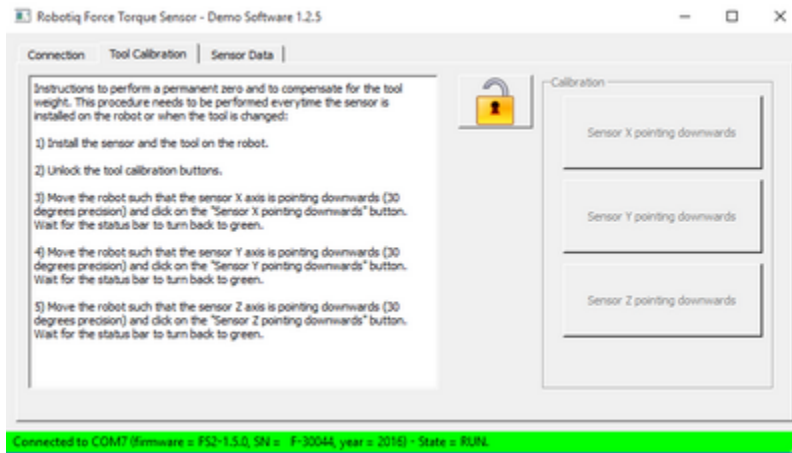 Robotiq Force Torque Sensor - Demo Software 1.2.5
Connection
Tool Calibration
Sensor Data
Instructions to perform a permanent zero and to compensate for the tool
weight. This procedure needs to be performed everytime the sensor is
installed on the robot or when the tool is changed:
1) Install the sensor and the tool on the robot.
2) Unlock the tool calibration buttons.
3) Move the robot such that the sensor X axis is pointing downwards (30
degrees precision) and click on the "Sensor X pointing downwards" button.
Wait for the status bar to turn back to green.
4) Move the robot such that the sensor Y axis is pointing downwards (30
degrees precision) and click on the "Sensor Y pointing downwards" button.
Wait for the status bar to turn back to green.
5) Move the robot such that the sensor Z axis is pointing downwards (30
degrees precision) and click on the "Sensor Z pointing downwards" button.
Wait for the status bar to turn back to green.
Calibration
Sensor X pointing downwards
Sensor Y pointing downwards
Sensor Z pointing downwards
Connected to COM7 (firmware = FS2-1.5.0, SN = F-30044, year = 2016) - State = RUN.